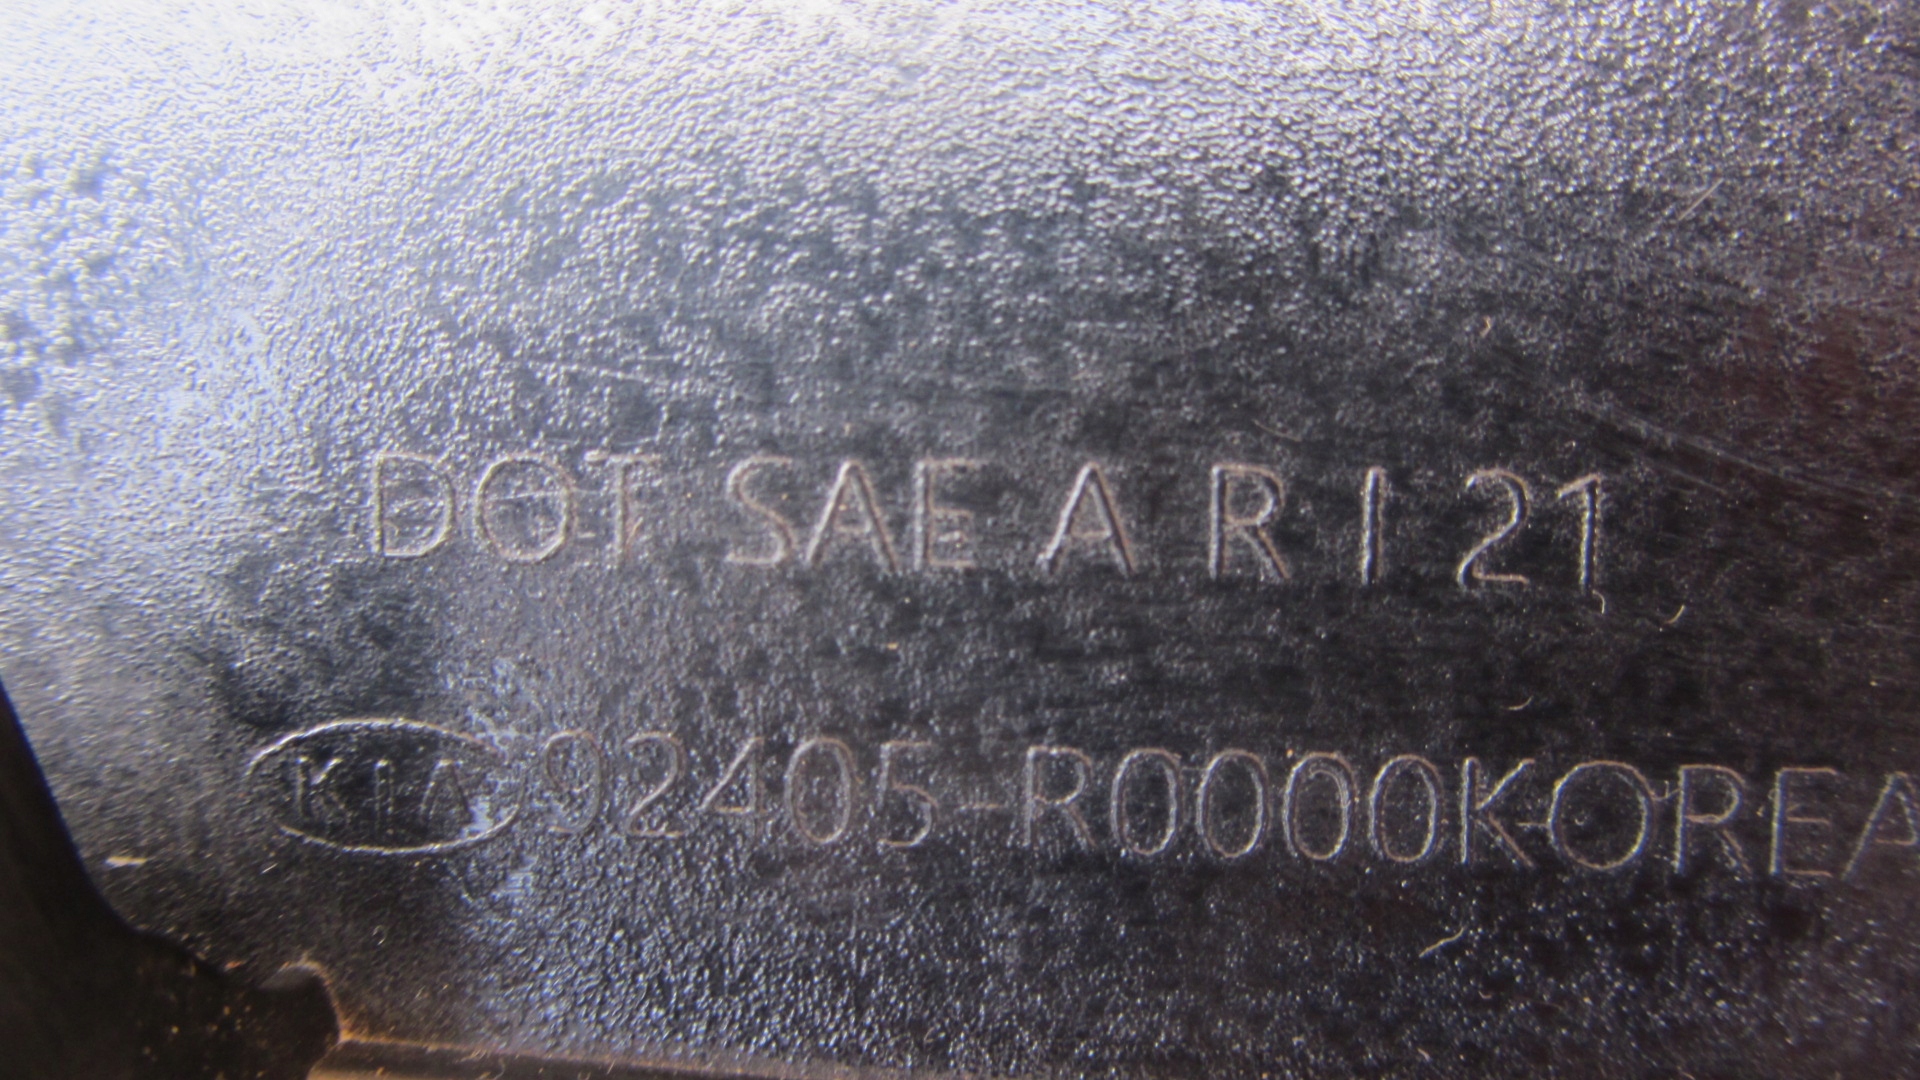 DOT SAE A R I 21
KIA 92405-R0000KOREA